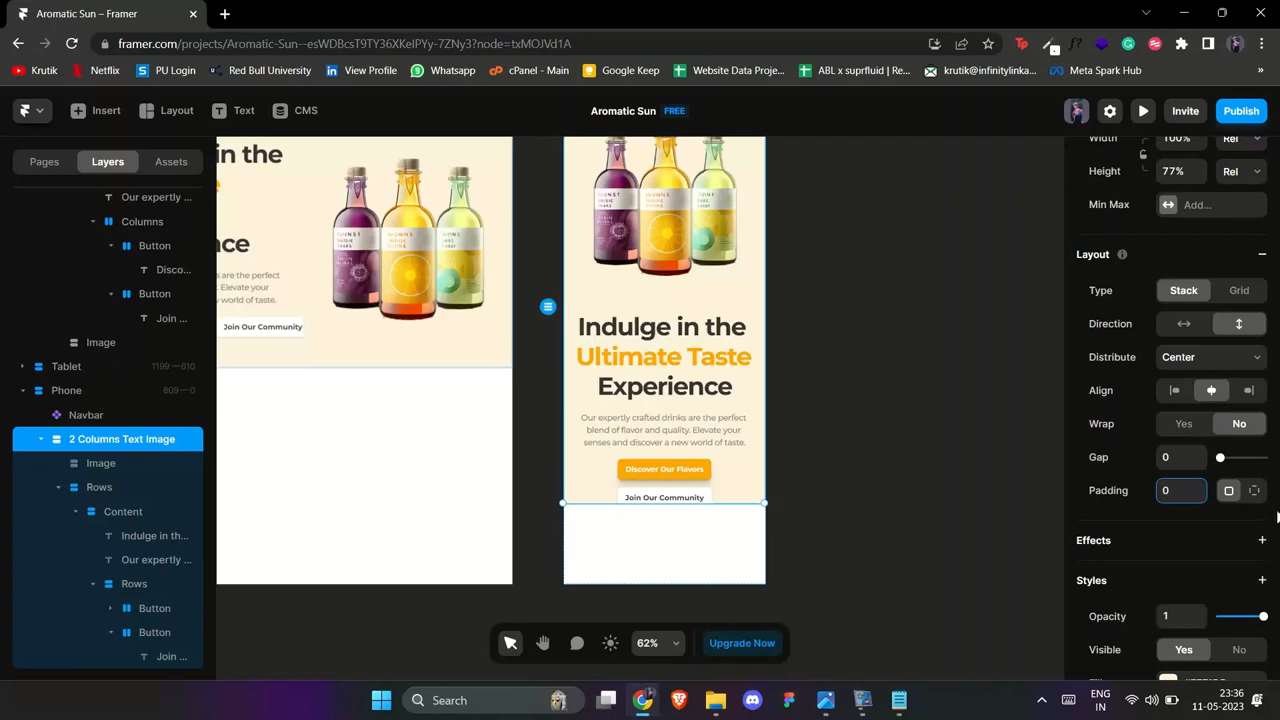 Aromatic Sun – Framer
framer.com/projects/Aromatic-Sun--esWDBcsT9TY36XKeIPYy-7ZNy3?node=txMOJVd1A
Krutik
Netflix
PU Login
Red Bull University
View Profile
Whatsapp
cPanel - Main
Google Keep
Website Data Proje...
ABL x suprfluid | Re...
krutik@infinitylinka...
Meta Spark Hub
»
Insert
Layout
Text
CMS
Aromatic Sun FREE
Invite
Publish
Pages
Layers
Assets
Our expertly ...
Columns
Button
Disco...
Button
Join ...
Image
Tablet 1199 — 810
Phone 809 — 0
Navbar
2 Columns Text Image
Image
Rows
Content
Indulge in th...
Our expertly ...
Rows
Button
Button
Join ...
in the
nce
s are the perfect
. Elevate your
new world of taste.
Join Our Community
Indulge in the
Ultimate Taste
Experience
Our expertly crafted drinks are the perfect
blend of flavor and quality. Elevate your
senses and discover a new world of taste.
Discover Our Flavors
Join Our Community
62%
Upgrade Now
Width 100% Rel
Height 77% Rel
Min Max Add...
Layout
Type Stack Grid
Direction
Distribute Center
Align
Wrap Yes No
Gap 0
Padding 0
Effects
Styles
Opacity 1
Visible Yes No
Search
ENG
IN
23:36
11-05-2023